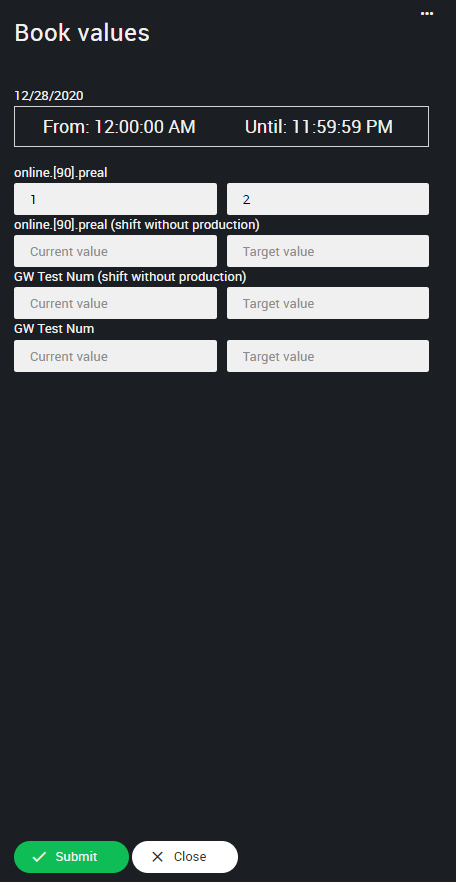 Book values
12/28/2020
From: 12:00:00 AM Until: 11:59:59 PM
online.[90].preal
1 2
online.[90].preal (shift without production)
Current value Target value
GW Test Num (shift without production)
Current value Target value
GW Test Num
Current value Target value
Submit Close